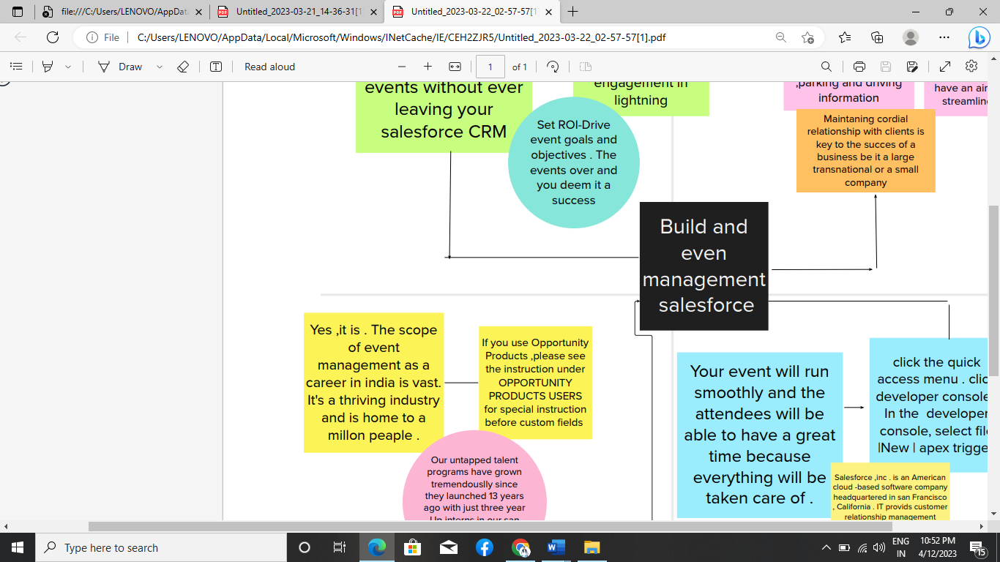 file:///C:/Users/LENOVO/AppData
Untitled_2023-03-21_14-36-31[1]
Untitled_2023-03-22_02-57-57[1]
File
C:/Users/LENOVO/AppData/Local/Microsoft/Windows/INetCache/IE/CEH2ZJR5/Untitled_2023-03-22_02-57-57[1].pdf
Draw
Read aloud
1
of 1
events without ever
leaving your
salesforce CRM
engagement in
lightning
Set ROI-Drive
event goals and
objectives . The
events over and
you deem it a
success
,parking and driving
information
have an
streamlin
Maintaning cordial
relationship with clients is
key to the succes of a
business be it a large
transnational or a small
company
Build and
even
management
salesforce
Yes ,it is . The scope
of event
management as a
career in india is vast.
It's a thriving industry
and is home to a
millon peaple .
If you use Opportunity
Products ,please see
the instruction under
OPPORTUNITY
PRODUCTS USERS
for special instruction
before custom fields
Our untapped talent
programs have grown
tremendouslly since
they launched 13 years
ago with just three year
Up interns in our san
Your event will run
smoothly and the
attendees will be
able to have a great
time because
everything will be
taken care of .
click the quick
access menu . clic
developer console
In the developer
console, select file
|New | apex trigge
Salesforce ,inc . is an American
cloud -based software company
headquartered in san Francisco
, California . IT provids customer
relationship management
Type here to search
ENG
IN
10:52 PM
4/12/2023
15